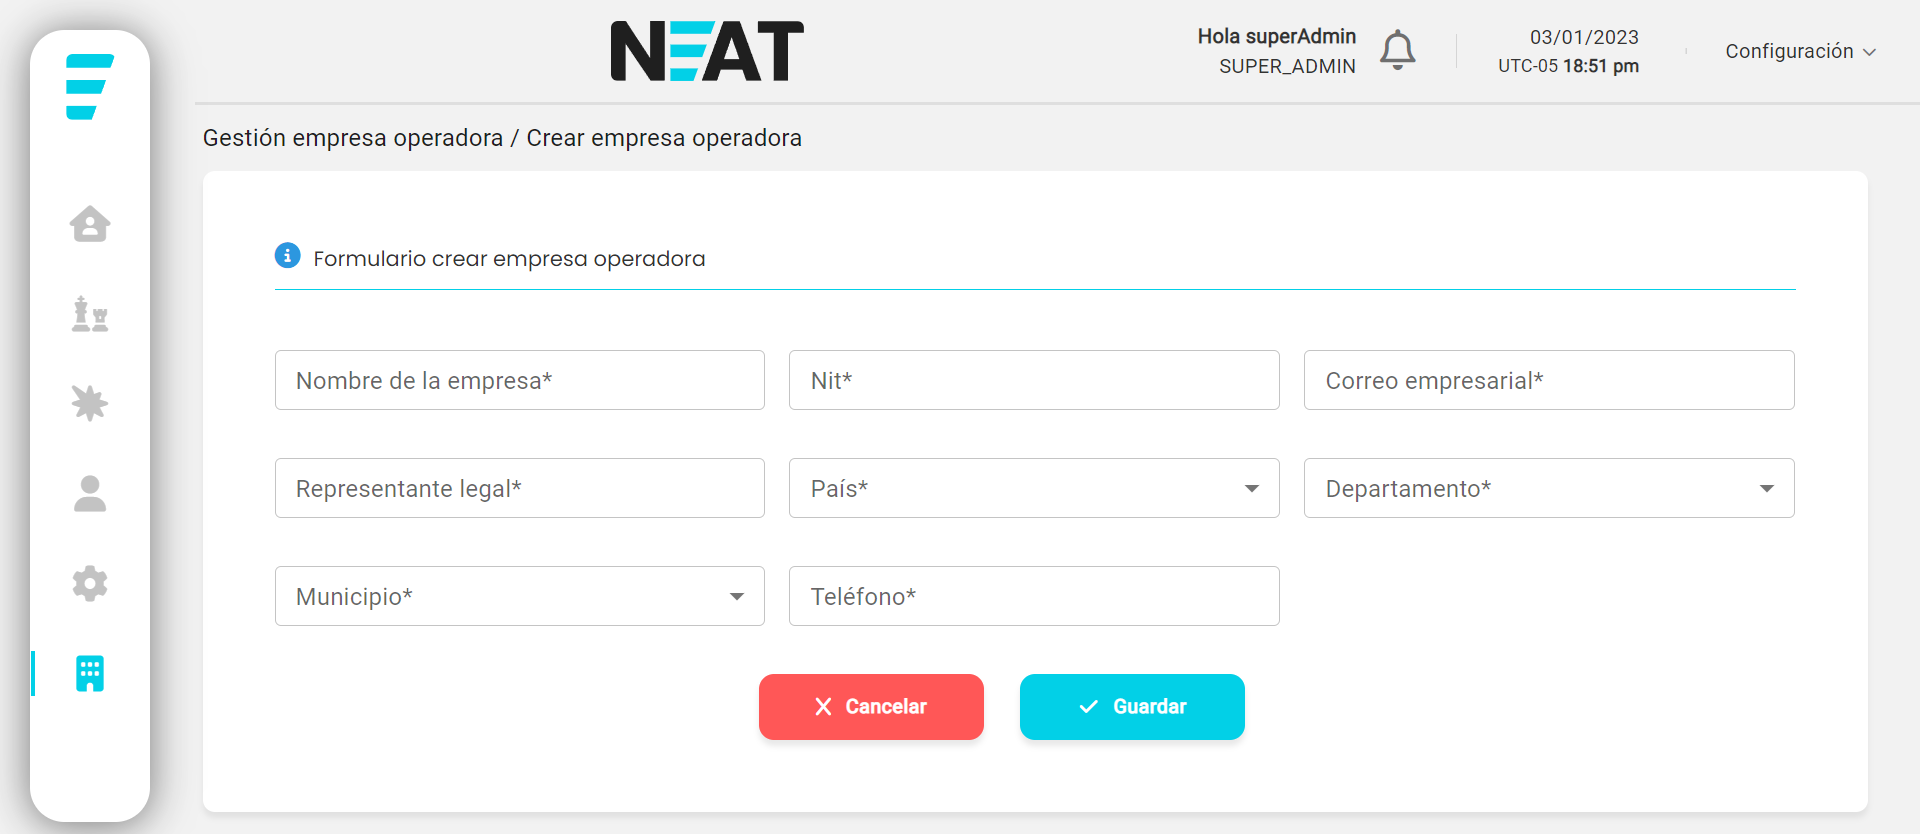 NEAT
Hola superAdmin
SUPER_ADMIN
03/01/2023
UTC-05 18:51 pm
Configuración
Gestión empresa operadora / Crear empresa operadora
Formulario crear empresa operadora
Nombre de la empresa*
Nit*
Correo empresarial*
Representante legal*
País*
Departamento*
Municipio*
Teléfono*
Cancelar
Guardar